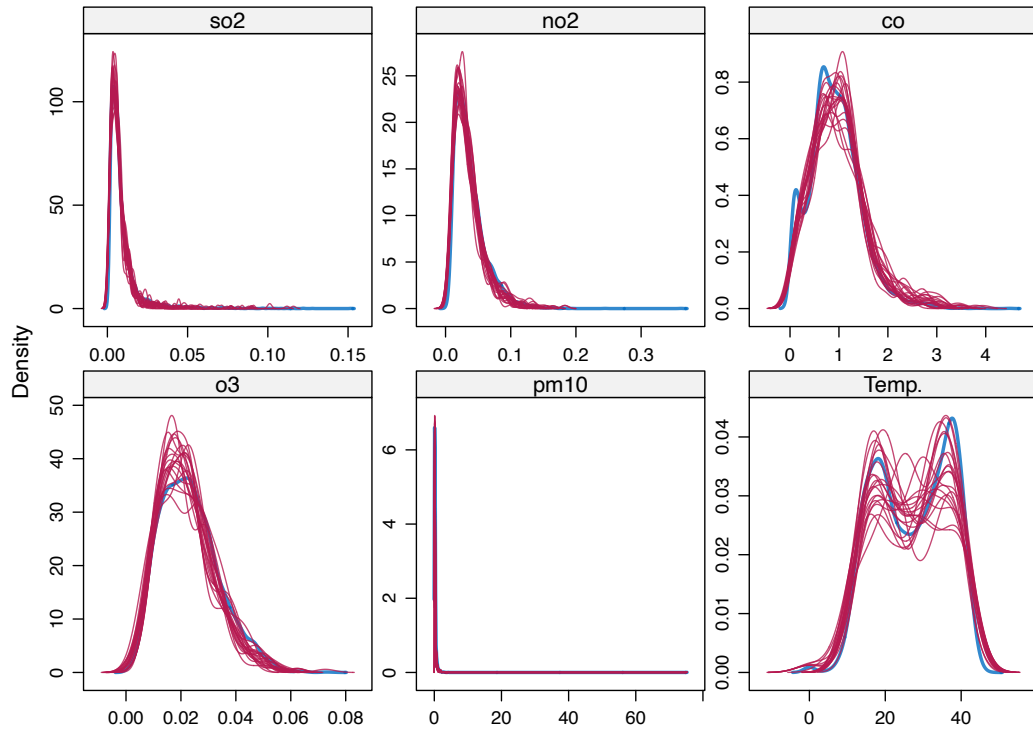 so2 no2 co
0 50 100
0 5 10 15 20 25
0.0 0.2 0.4 0.6 0.8
0.00 0.05 0.10 0.15
0.0 0.1 0.2 0.3
0 1 2 3 4
Density
o3 pm10 Temp.
0 10 20 30 40 50
0 2 4 6
0.00 0.01 0.02 0.03 0.04
0.00 0.02 0.04 0.06 0.08
0 20 40 60
0 20 40